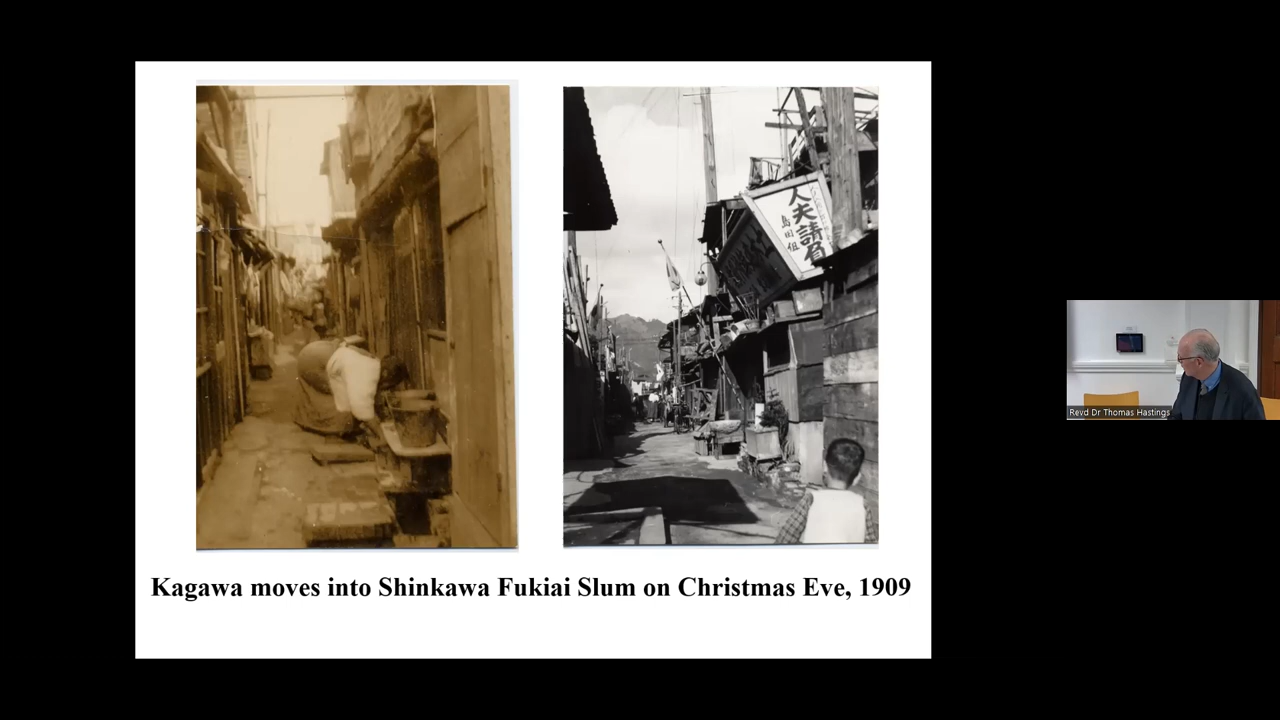 人夫請負
島田組
Kagawa moves into Shinkawa Fukiai Slum on Christmas Eve, 1909
Revd Dr Thomas Hastings